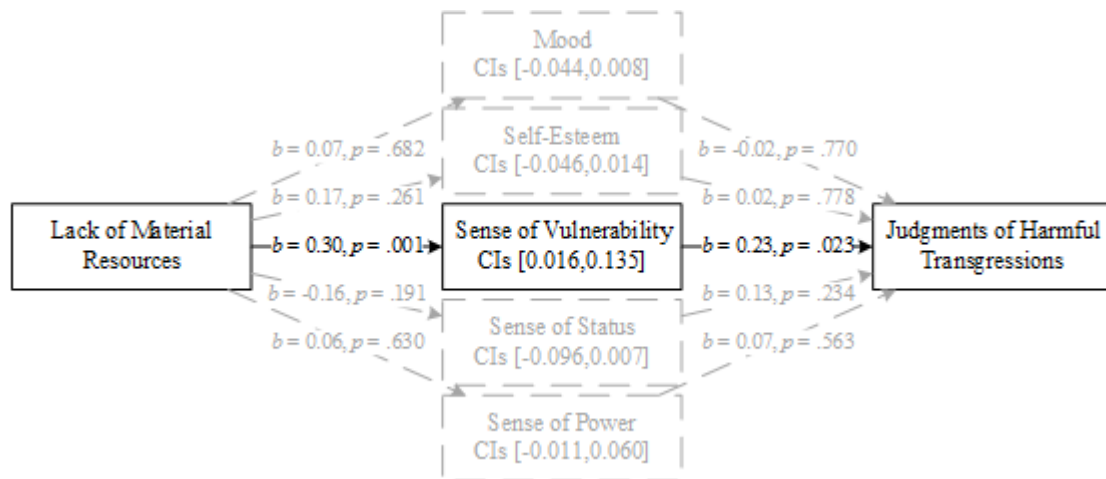 Mood
CIs [-0.044,0.008]
Self-Esteem
CIs [-0.046,0.014]
b = 0.07, p = .682
b = -0.02, p = .770
b = 0.17, p = .261
b = 0.02, p = .778
Lack of Material
Resources
b = 0.30, p = .001
Sense of Vulnerability
CIs [0.016,0.135]
b = 0.23, p = .023
Judgments of Harmful
Transgressions
b = -0.16, p = .191
b = 0.13, p = .234
Sense of Status
CIs [-0.096,0.007]
b = 0.06, p = .630
b = 0.07, p = .563
Sense of Power
CIs [-0.011,0.060]